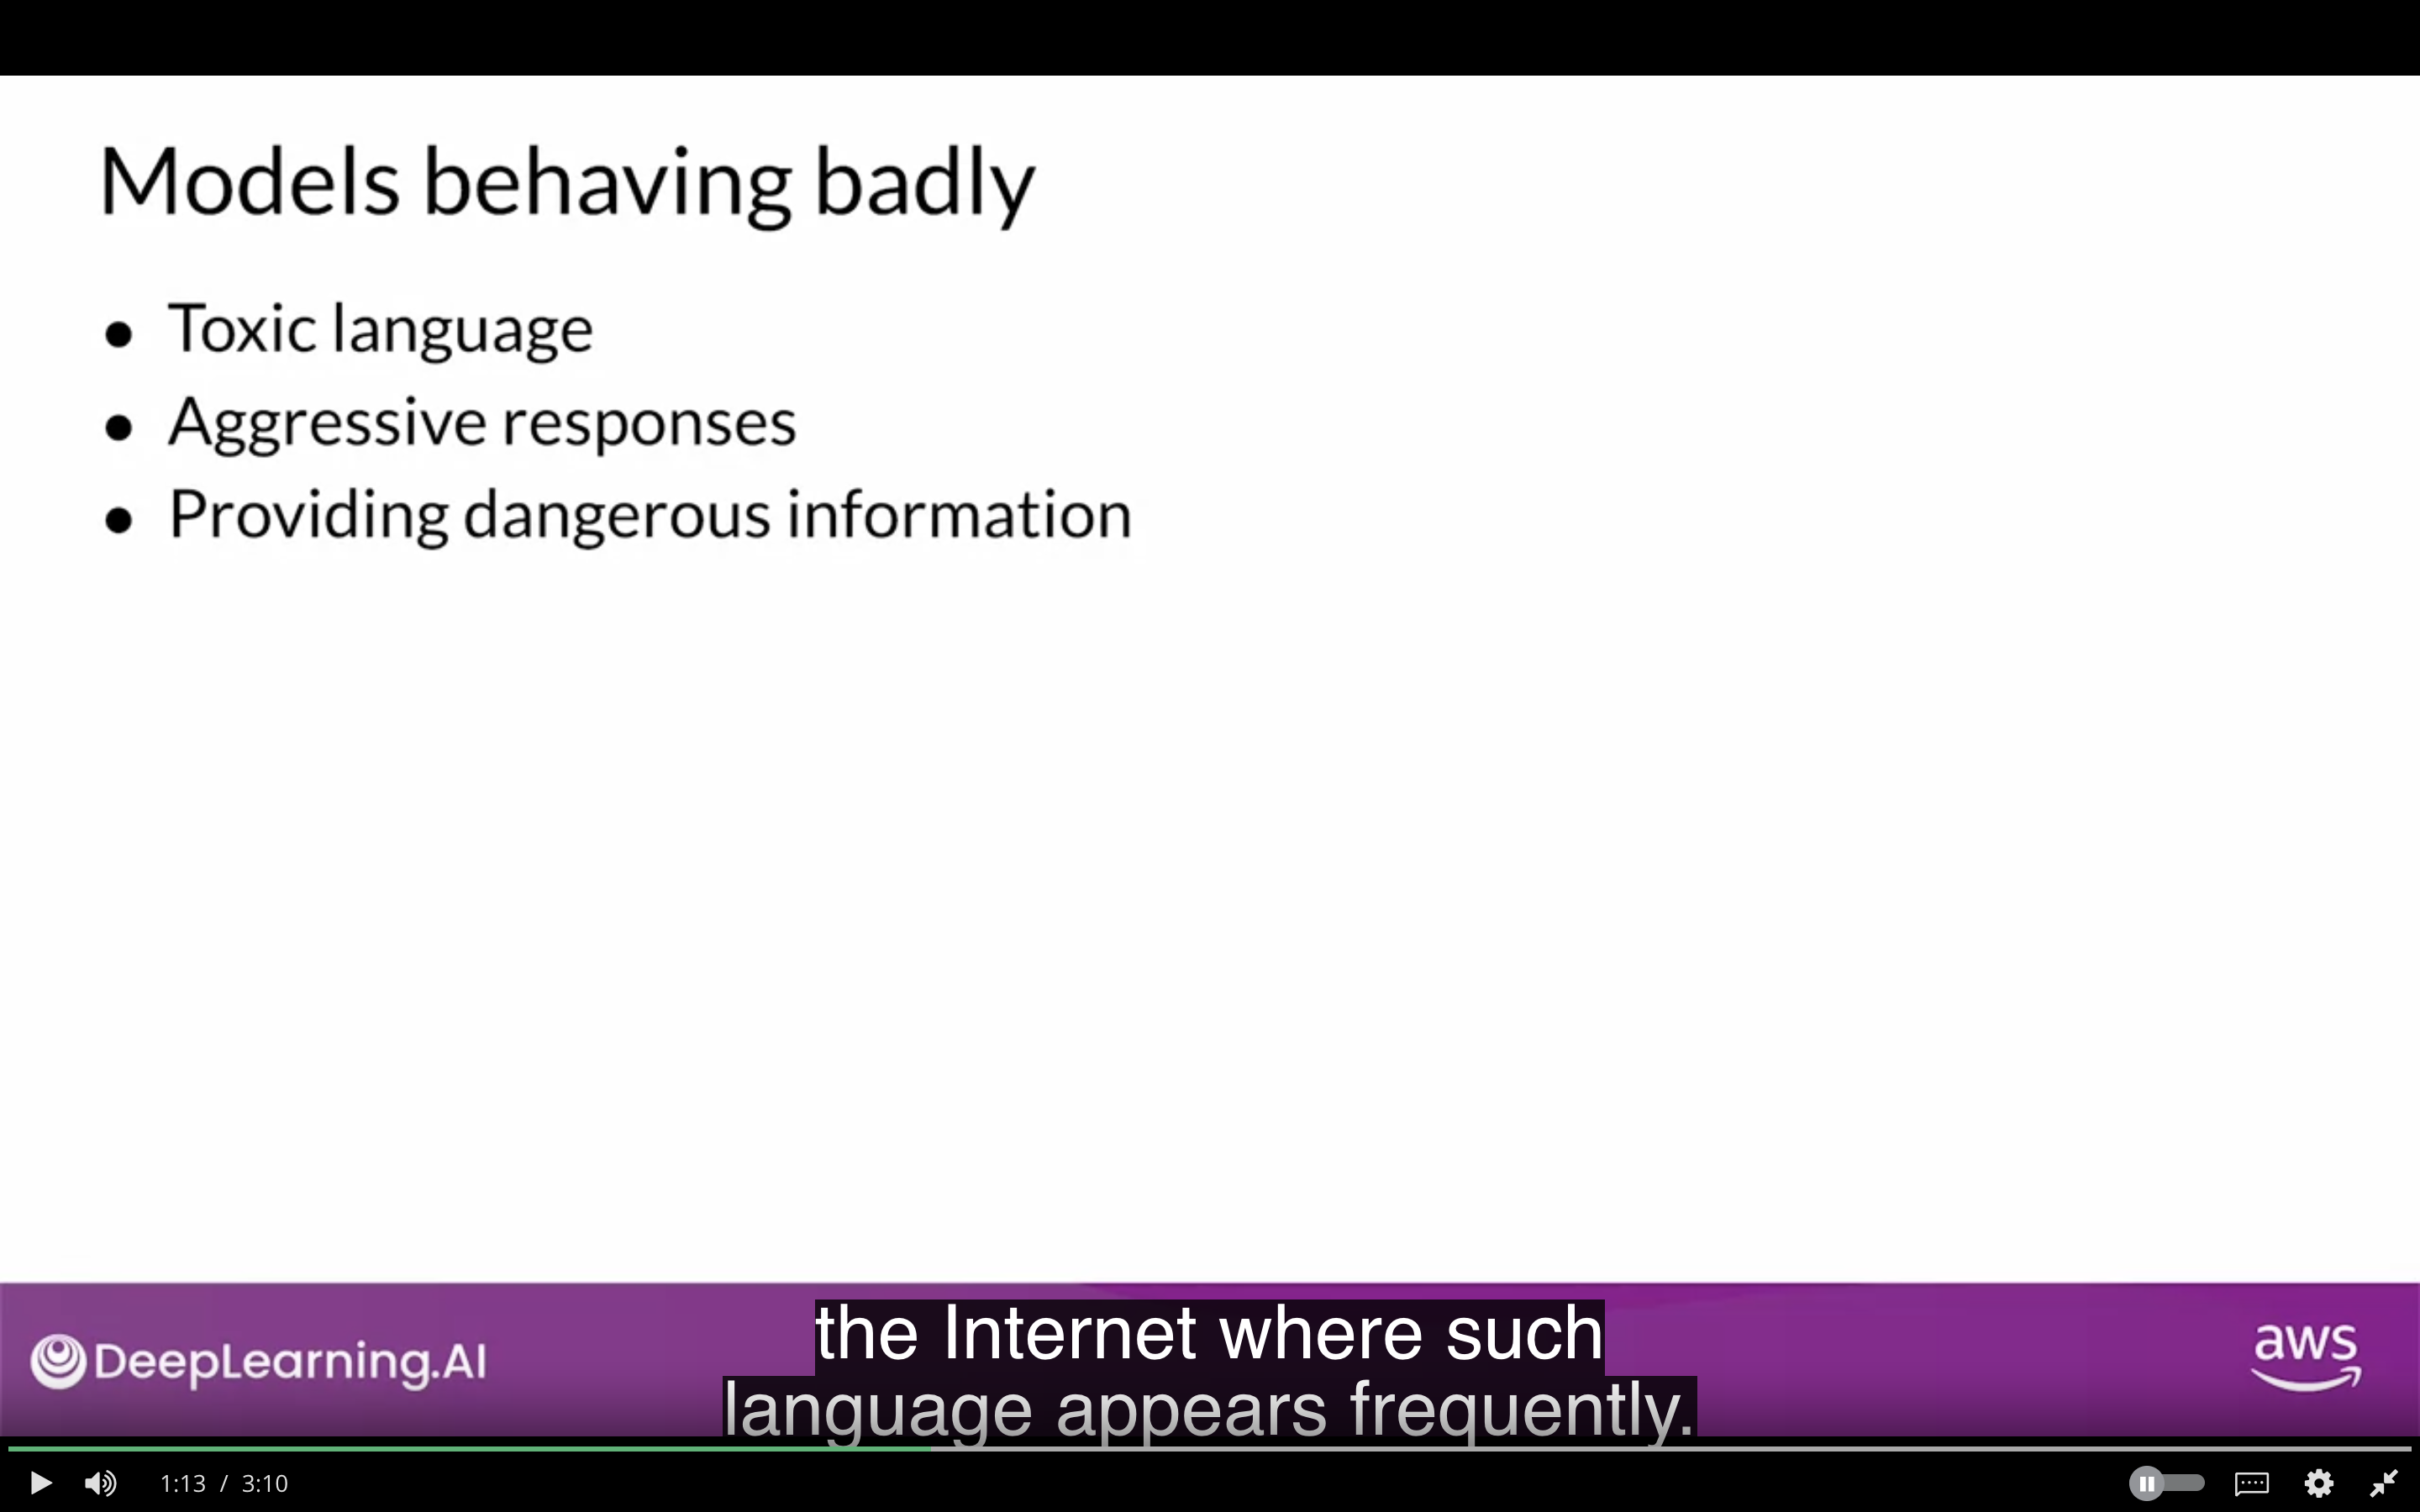 Models behaving badly
● Toxic language
● Aggressive responses
● Providing dangerous information
DeepLearning.AI
the Internet where such
language appears frequently.
aws
1:13 / 3:10